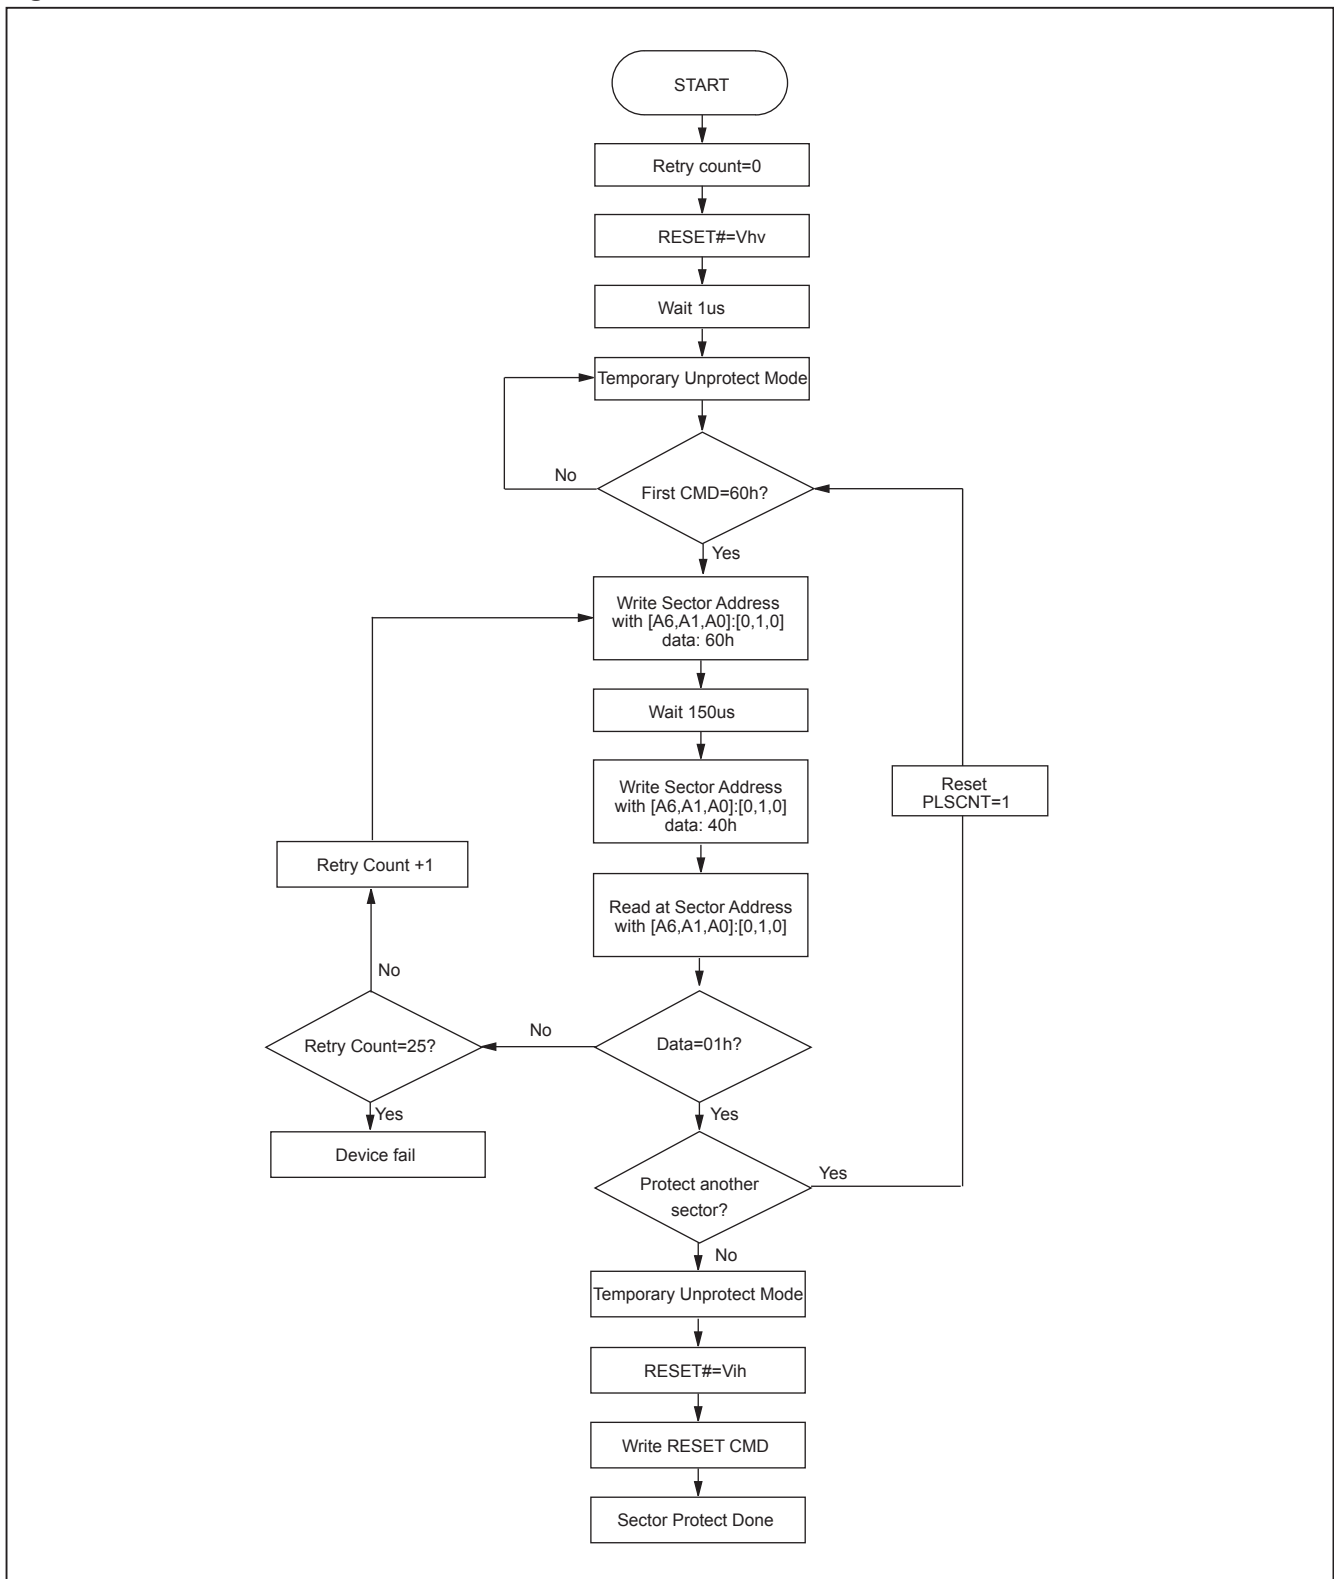 START
Retry count=0
RESET#=Vhv
Wait 1us
Temporary Unprotect Mode
No
First CMD=60h?
Yes
Write Sector Address
with [A6,A1,A0]:[0,1,0]
data: 60h
Wait 150us
Write Sector Address
with [A6,A1,A0]:[0,1,0]
data: 40h
Reset
PLSCNT=1
Retry Count +1
Read at Sector Address
with [A6,A1,A0]:[0,1,0]
No
Retry Count=25?
No
Data=01h?
Yes
Yes
Device fail
Protect another
sector?
Yes
No
Temporary Unprotect Mode
RESET#=Vih
Write RESET CMD
Sector Protect Done